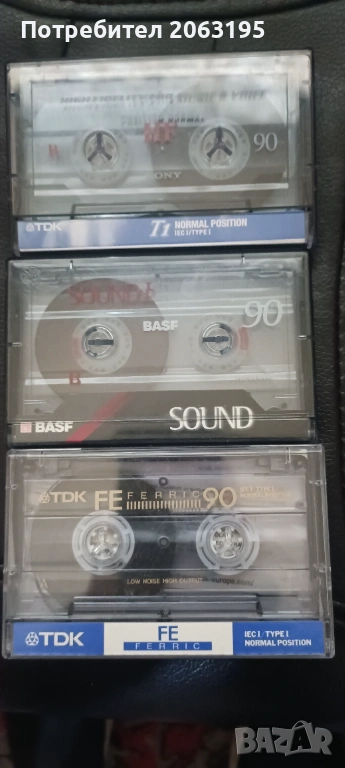 Потребител 2063195
90
SONY
TDK
T1 NORMAL POSITION
IEC I/TYPE I
SOUND I
90
BASF
B
BASF
SOUND
TDK FE FERRIC 90
LOW NOISE HIGH OUTPUT
TDK
FE
FERRIC
IEC I / TYPE I
NORMAL POSITION
BAZAR